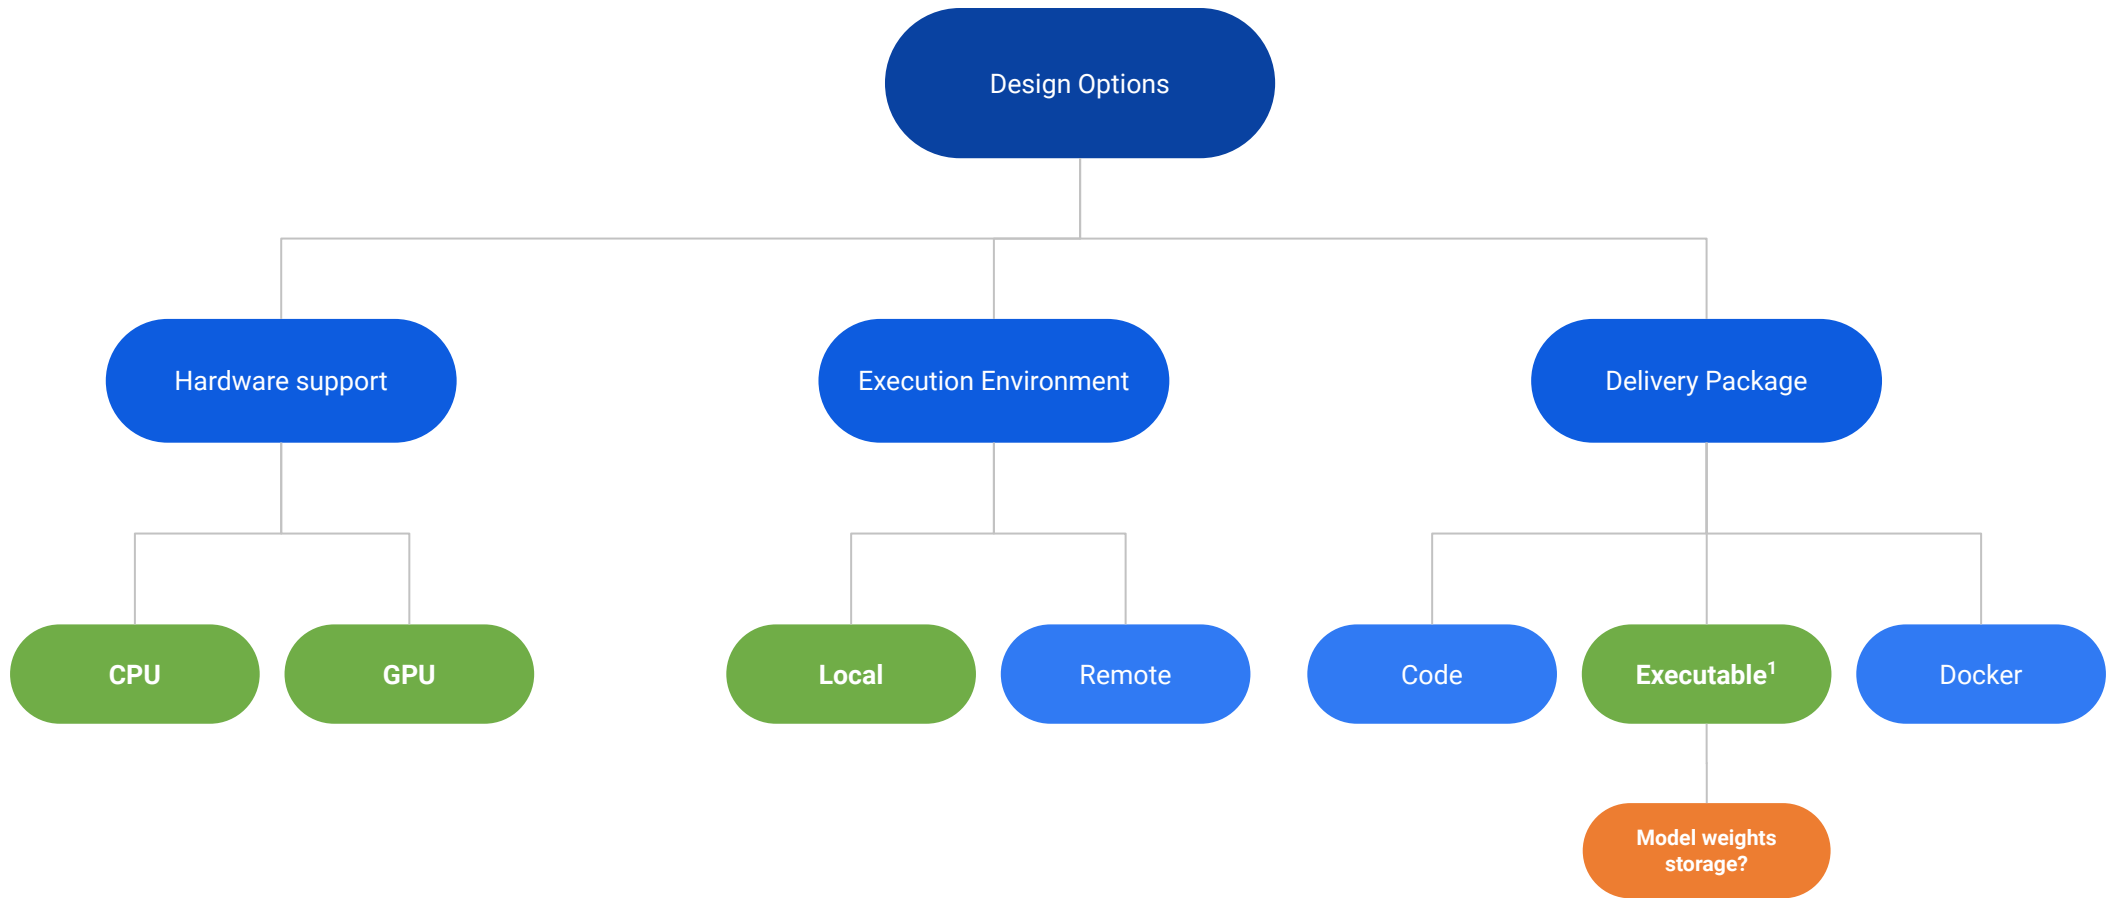 Design Options
Hardware support
Execution Environment
Delivery Package
CPU
GPU
Local
Remote
Code
Executable¹
Docker
Model weights
storage?